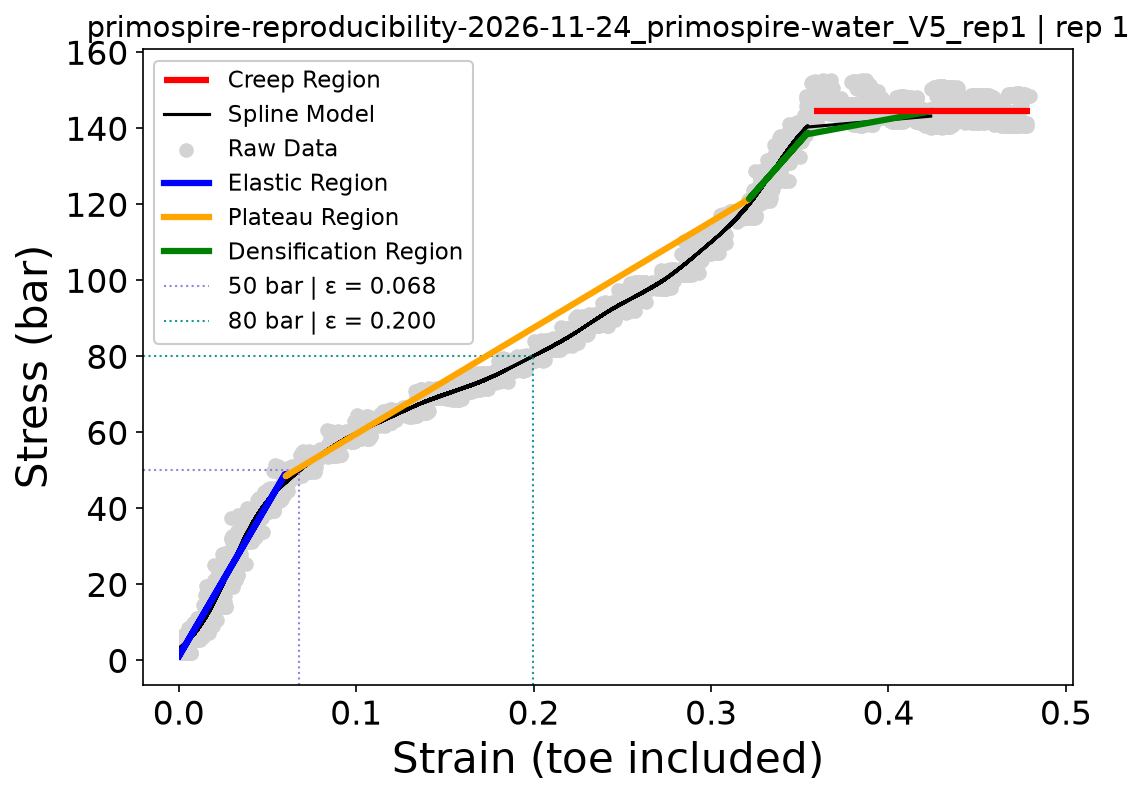 primospire-reproducibility-2026-11-24_primospire-water_V5_rep1 | rep 1
Creep Region
Spline Model
Raw Data
Elastic Region
Plateau Region
Densification Region
50 bar | ε = 0.068
80 bar | ε = 0.200
160
140
120
100
80
60
40
20
0
Stress (bar)
0.0 0.1 0.2 0.3 0.4 0.5
Strain (toe included)